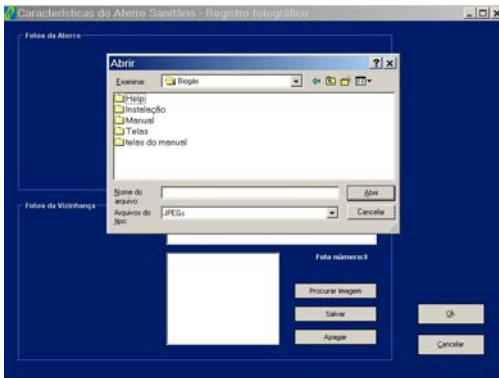 Características do Aterro Sanitário - Registro fotográfico
Fotos da Aterro
Abrir
Examinar:
Biogás
Help
Instalação
Manual
Telas
telas do manual
Nome do arquivo:
Abrir
Arquivos do tipo:
JPEGs
Cancelar
Fotos da Vizinhança
Foto número:0
Procurar Imagem
Salvar
Apagar
Ok
Cancelar